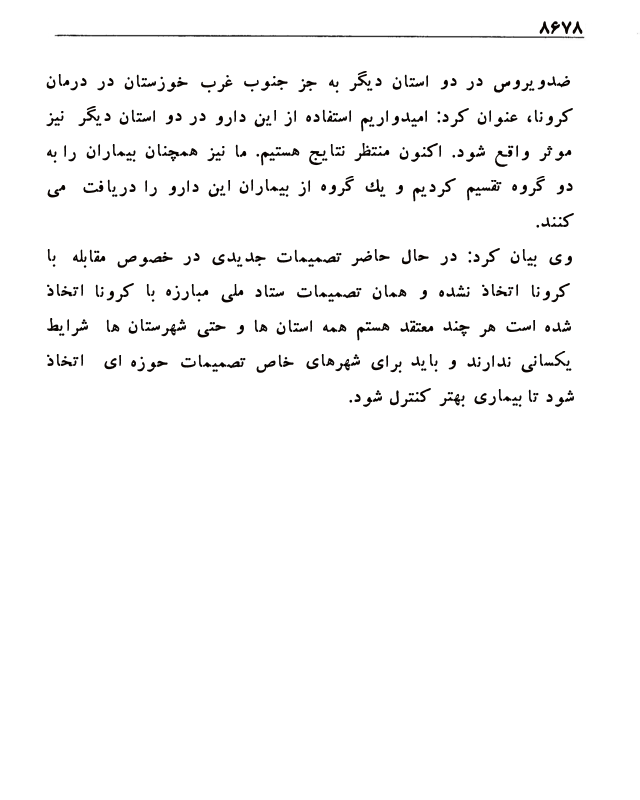 ۸۶۷۸
ضدویروس در دو استان دیگر به جز جنوب غرب خوزستان در درمان
کرونا، عنوان کرد: امیدواریم استفاده از این دارو در دو استان دیگر نیز
موثر واقع شود. اکنون منتظر نتایج هستیم. ما نیز همچنان بیماران را به
دو گروه تقسیم کردیم و یك گروه از بیماران این دارو را دریافت می
کنند.
وی بیان کرد: در حال حاضر تصمیمات جدیدی در خصوص مقابله با
کرونا اتخاذ نشده و همان تصمیمات ستاد ملی مبارزه با کرونا اتخاذ
شده است هر چند معتقد هستم همه استان ها و حتی شهرستان ها شرایط
یکسانی ندارند و باید برای شهرهای خاص تصمیمات حوزه ای اتخاذ
شود تا بیماری بهتر کنترل شود.